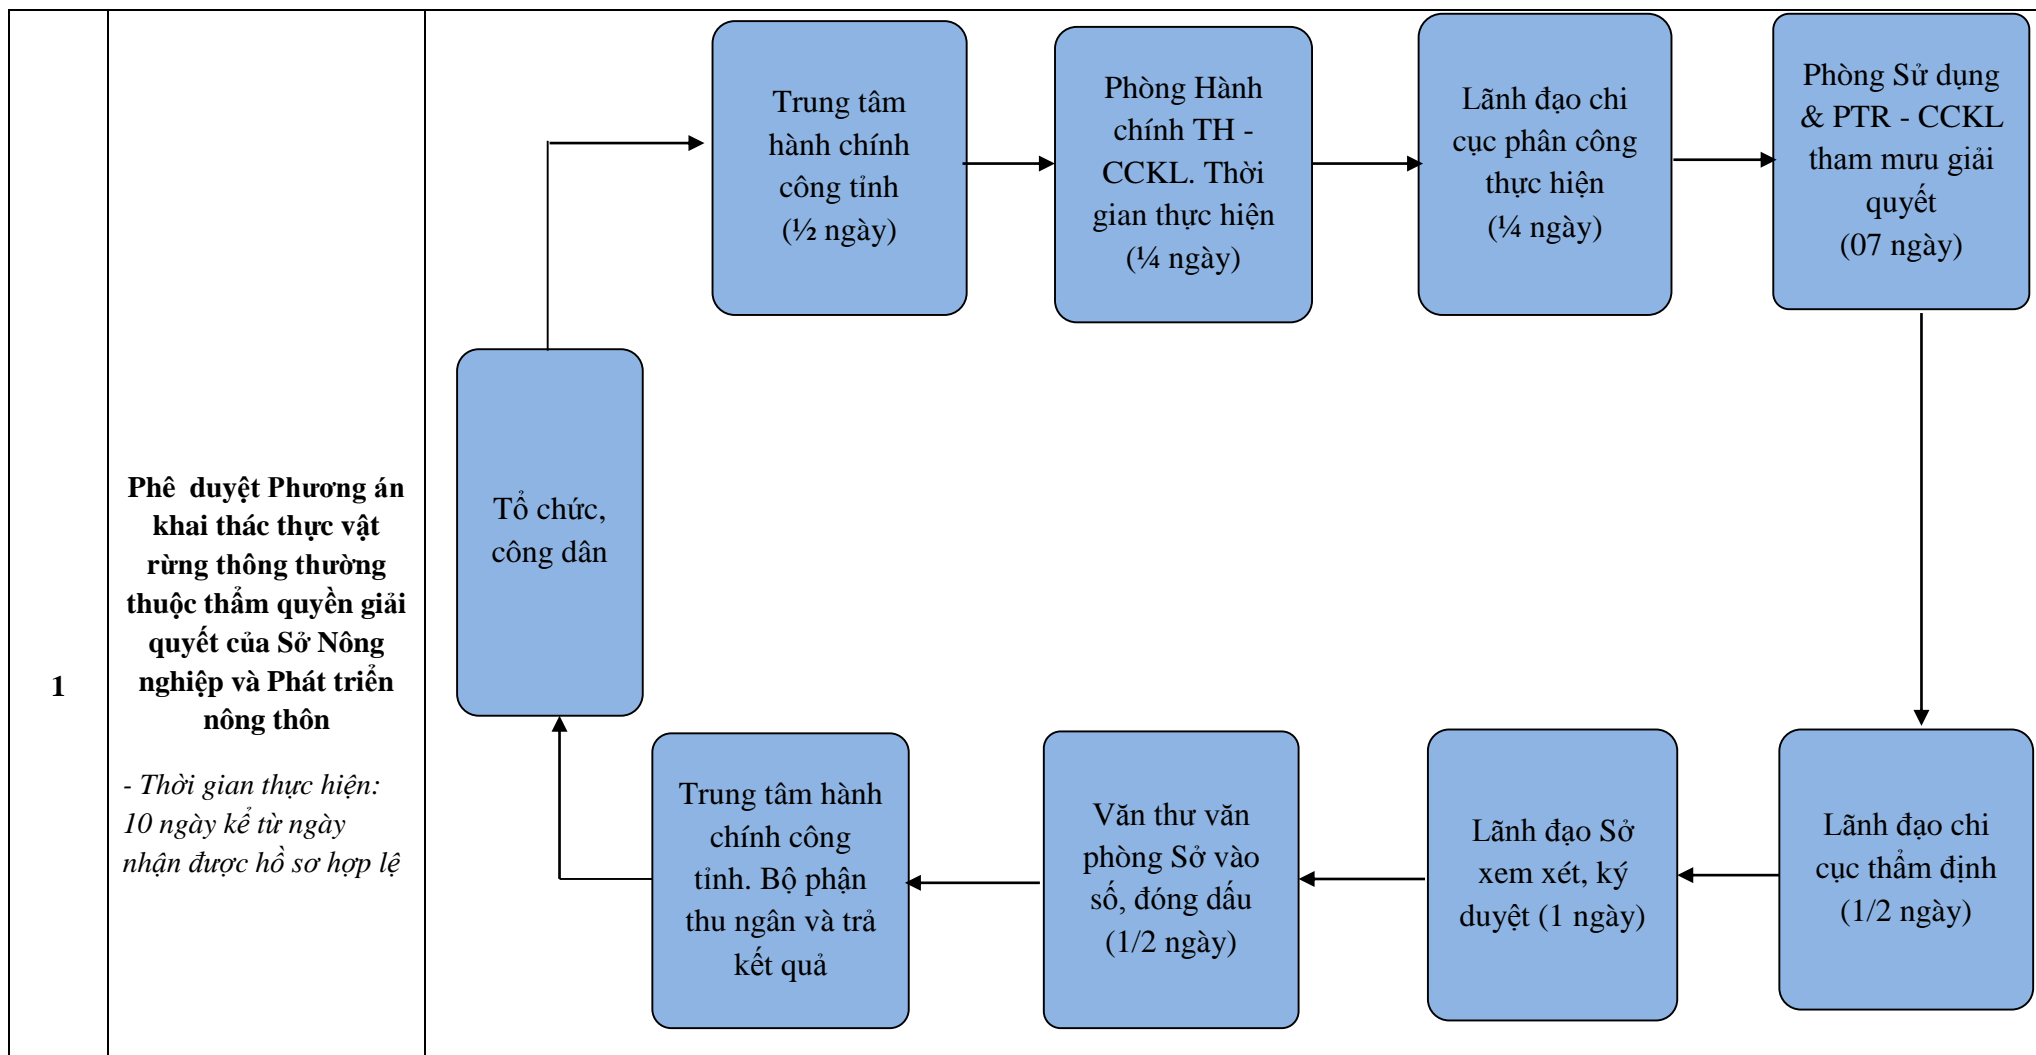 1
Phê duyệt Phương án
khai thác thực vật
rừng thông thường
thuộc thẩm quyền giải
quyết của Sở Nông
nghiệp và Phát triển
nông thôn
- Thời gian thực hiện:
10 ngày kể từ ngày
nhận được hồ sơ hợp lệ
Tổ chức,
công dân
Trung tâm
hành chính
công tỉnh
(½ ngày)
Phòng Hành
chính TH -
CCKL. Thời
gian thực hiện
(¼ ngày)
Lãnh đạo chi
cục phân công
thực hiện
(¼ ngày)
Phòng Sử dụng
& PTR - CCKL
tham mưu giải
quyết
(07 ngày)
Lãnh đạo chi
cục thẩm định
(1/2 ngày)
Lãnh đạo Sở
xem xét, ký
duyệt (1 ngày)
Văn thư văn
phòng Sở vào
số, đóng dấu
(1/2 ngày)
Trung tâm hành
chính công
tỉnh. Bộ phận
thu ngân và trả
kết quả